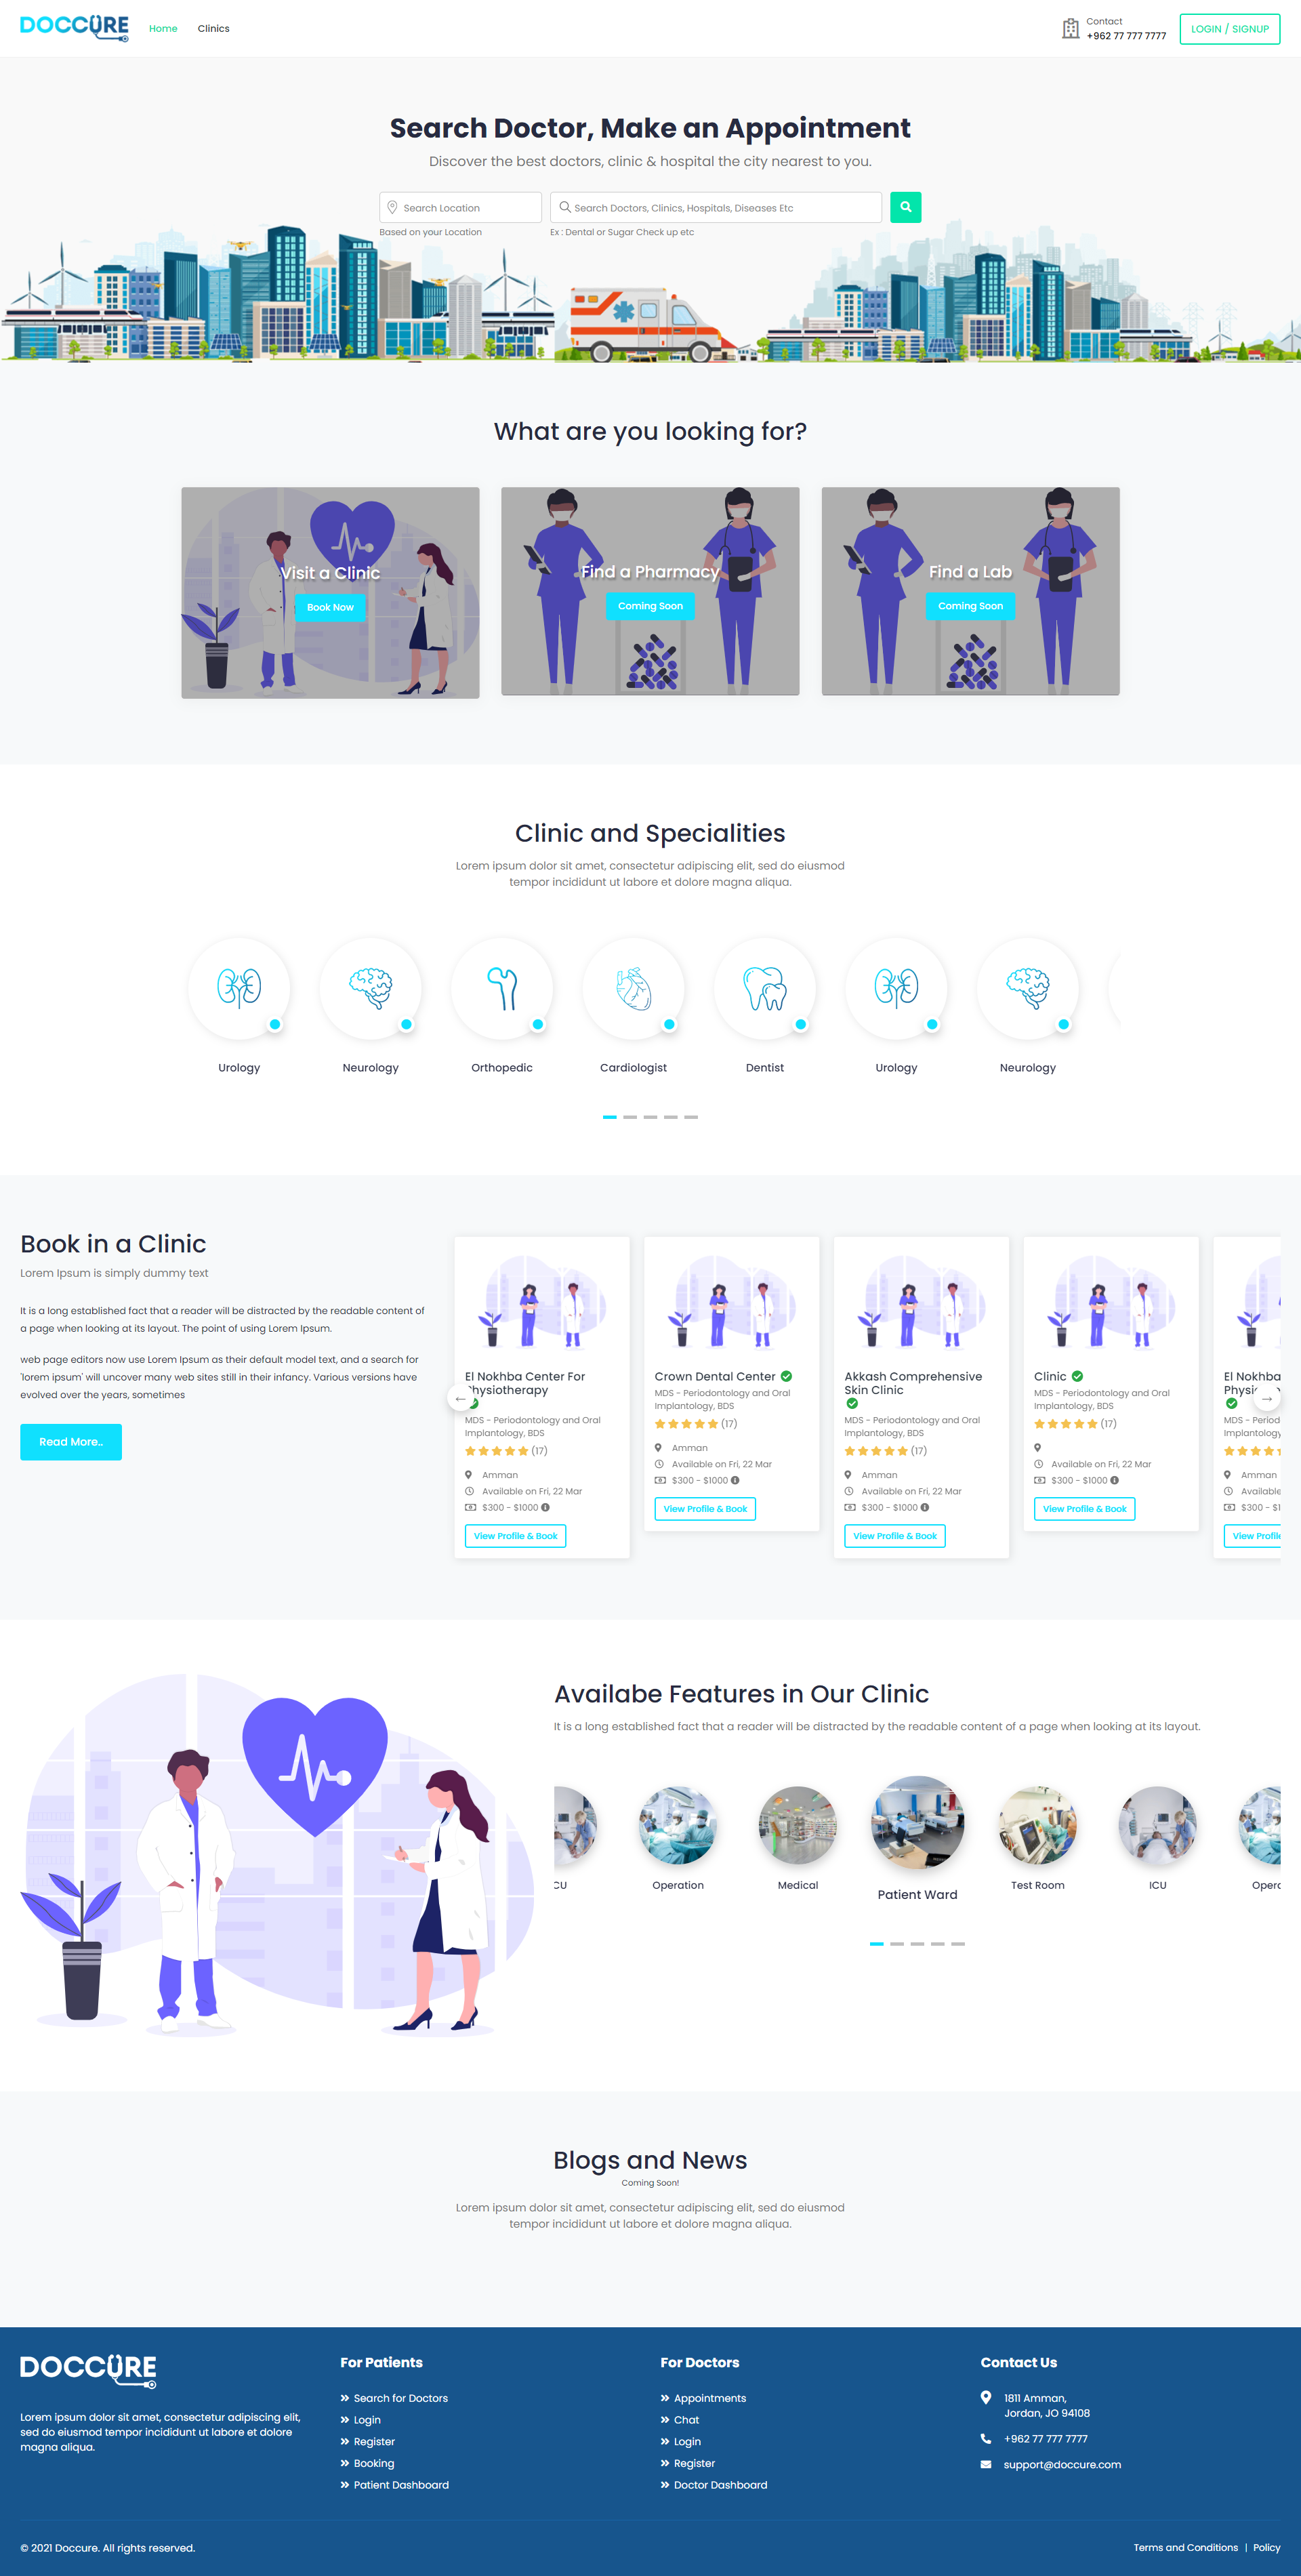 DOCCURE
Home
Clinics
Contact
+962 77 777 7777
LOGIN / SIGNUP
Search Doctor, Make an Appointment
Discover the best doctors, clinic & hospital the city nearest to you.
Search Location
Search Doctors, Clinics, Hospitals, Diseases Etc
Based on your Location
Ex : Dental or Sugar Check up etc
What are you looking for?
Visit a Clinic
Book Now
Find a Pharmacy
Coming Soon
Find a Lab
Coming Soon
Clinic and Specialities
Lorem ipsum dolor sit amet, consectetur adipiscing elit, sed do eiusmod
tempor incididunt ut labore et dolore magna aliqua.
Urology
Neurology
Orthopedic
Cardiologist
Dentist
Urology
Neurology
Book in a Clinic
Lorem Ipsum is simply dummy text
It is a long established fact that a reader will be distracted by the readable content of
a page when looking at its layout. The point of using Lorem Ipsum.
web page editors now use Lorem Ipsum as their default model text, and a search for
'lorem ipsum' will uncover many web sites still in their infancy. Various versions have
evolved over the years, sometimes
Read More..
El Nokhba Center For
Physiotherapy
MDS - Periodontology and Oral
Implantology, BDS
(17)
Amman
Available on Fri, 22 Mar
$300 - $1000
View Profile & Book
Crown Dental Center
MDS - Periodontology and Oral
Implantology, BDS
(17)
Amman
Available on Fri, 22 Mar
$300 - $1000
View Profile & Book
Akkash Comprehensive
Skin Clinic
MDS - Periodontology and Oral
Implantology, BDS
(17)
Amman
Available on Fri, 22 Mar
$300 - $1000
View Profile & Book
Clinic
MDS - Periodontology and Oral
Implantology, BDS
(17)
Available on Fri, 22 Mar
$300 - $1000
View Profile & Book
El Nokhba
MDS - Period
Implantology
Amman
Available
$300 - $1
View Profile
Availabe Features in Our Clinic
It is a long established fact that a reader will be distracted by the readable content of a page when looking at its layout.
CU
Operation
Medical
Patient Ward
Test Room
ICU
Opera
Blogs and News
Coming Soon!
Lorem ipsum dolor sit amet, consectetur adipiscing elit, sed do eiusmod
tempor incididunt ut labore et dolore magna aliqua.
DOCCURE
Lorem ipsum dolor sit amet, consectetur adipiscing elit,
sed do eiusmod tempor incididunt ut labore et dolore
magna aliqua.
For Patients
Search for Doctors
Login
Register
Booking
Patient Dashboard
For Doctors
Appointments
Chat
Login
Register
Doctor Dashboard
Contact Us
1811 Amman,
Jordan, JO 94108
+962 77 777 7777
support@doccure.com
© 2021 Doccure. All rights reserved.
Terms and Conditions | Policy